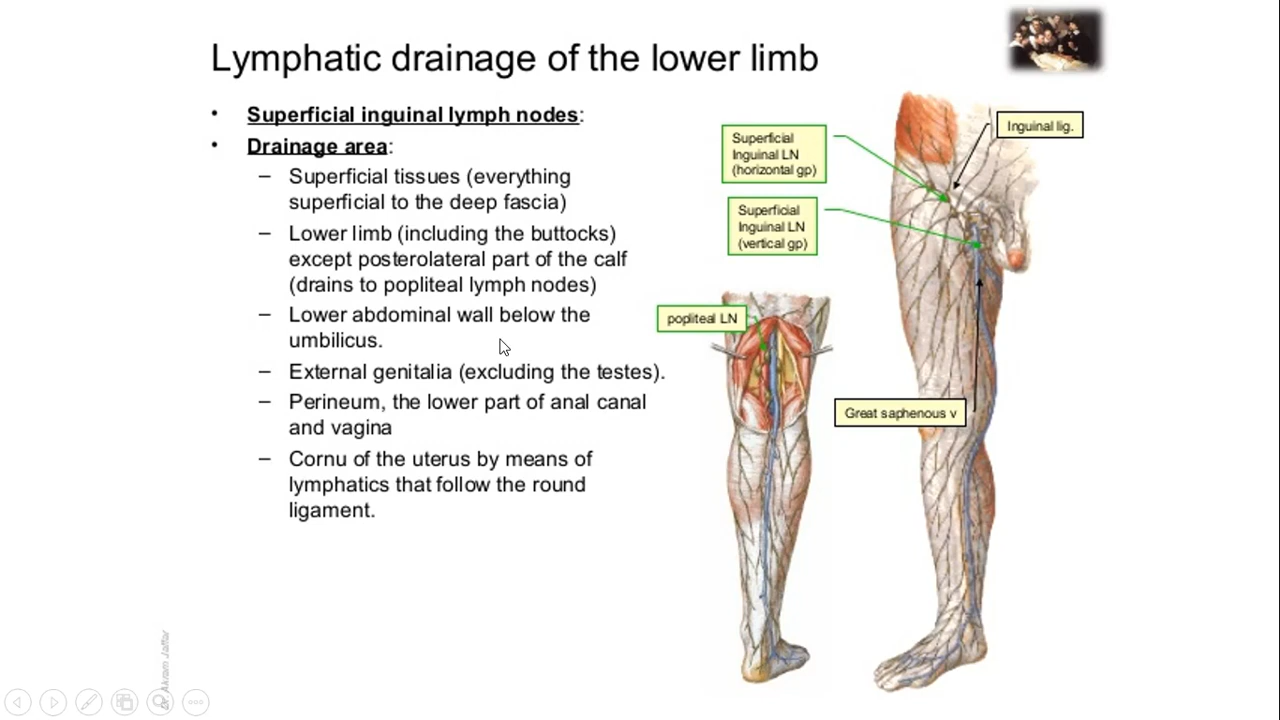 Lymphatic drainage of the lower limb
• Superficial inguinal lymph nodes:
• Drainage area:
– Superficial tissues (everything
superficial to the deep fascia)
– Lower limb (including the buttocks)
except posterolateral part of the calf
(drains to popliteal lymph nodes)
– Lower abdominal wall below the
umbilicus.
– External genitalia (excluding the testes).
– Perineum, the lower part of anal canal
and vagina
– Cornu of the uterus by means of
lymphatics that follow the round
ligament.
Inguinal lig.
Superficial
Inguinal LN
(horizontal gp)
Superficial
Inguinal LN
(vertical gp)
popliteal LN
Great saphenous v
Dr. Akram Jaffar